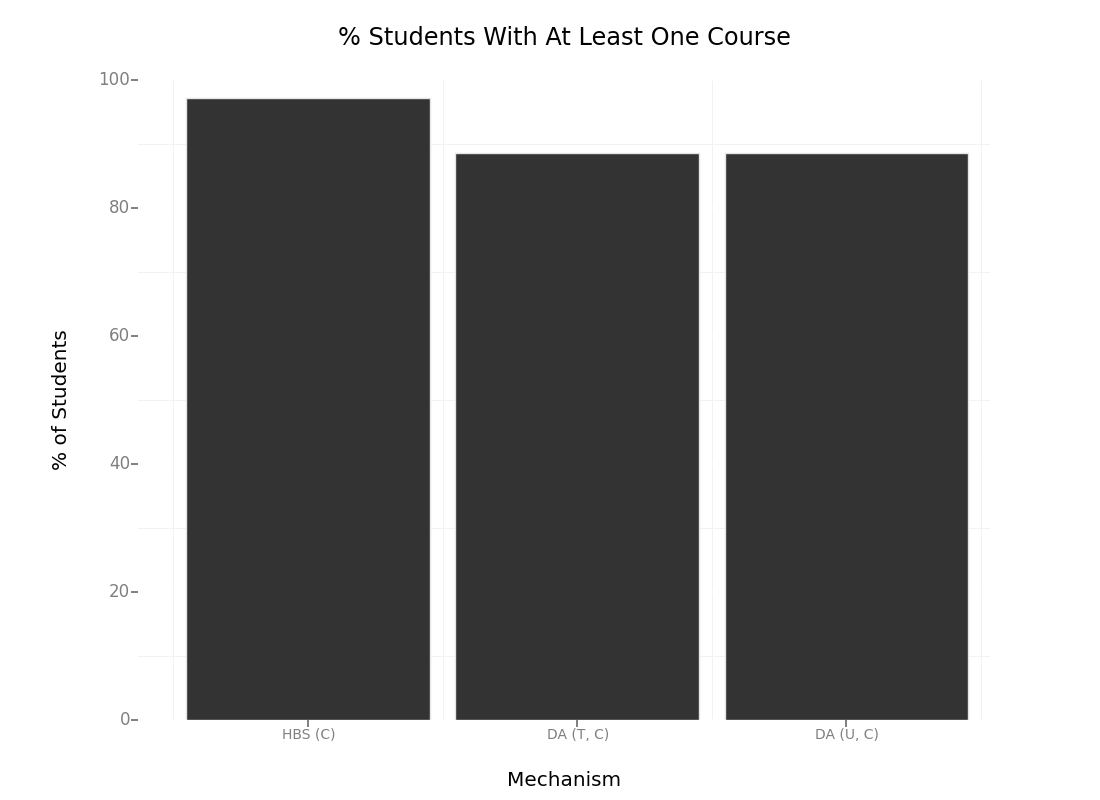 % Students With At Least One Course
100
80
60
40
20
0
% of Students
HBS (C)
DA (T, C)
DA (U, C)
Mechanism